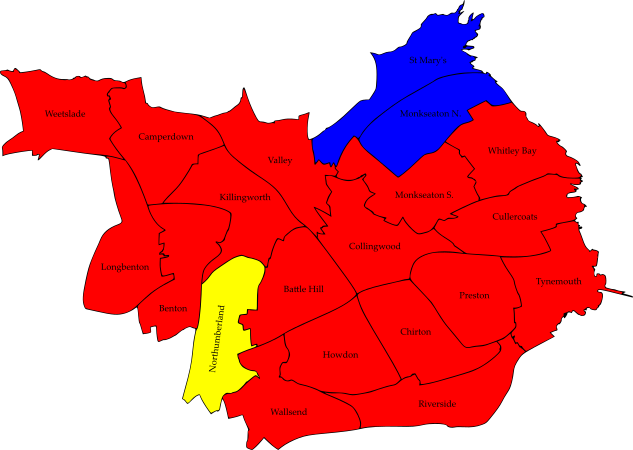 St Mary's
Weetslade
Monkseaton N.
Camperdown
Whitley Bay
Valley
Monkseaton S.
Killingworth
Cullercoats
Collingwood
Longbenton
Tynemouth
Battle Hill
Preston
Benton
Northumberland
Chirton
Howdon
Riverside
Wallsend